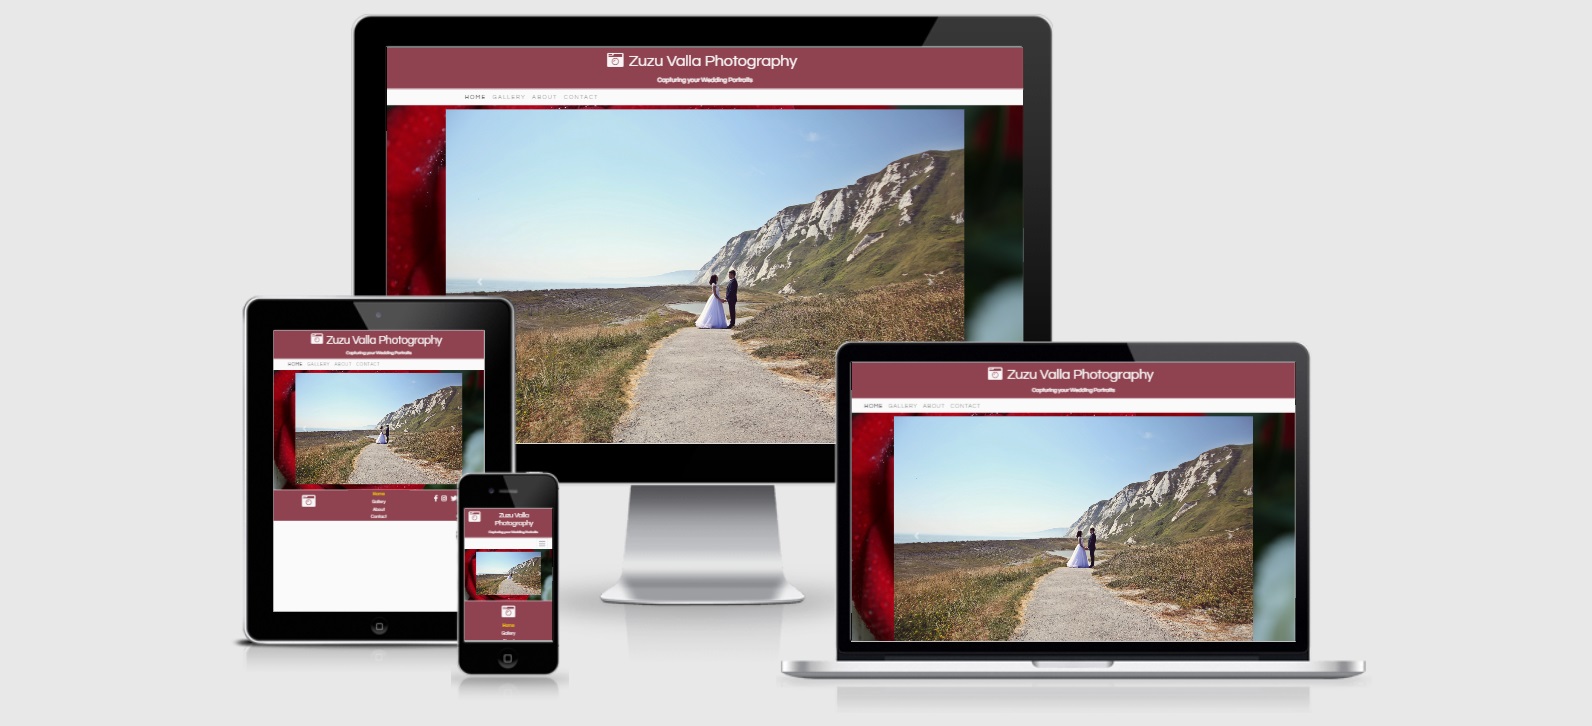 Zuzu Valla Photography
Capturing your Wedding Portraits
HOME GALLERY ABOUT CONTACT
Zuzu Valla Photography
Capturing your Wedding Portraits
HOME GALLERY ABOUT CONTACT
Home
Gallery
About
Contact
Zuzu Valla
Photography
Capturing your Wedding Portraits
Home
Gallery
Zuzu Valla Photography
Capturing your Wedding Portraits
HOME GALLERY ABOUT CONTACT